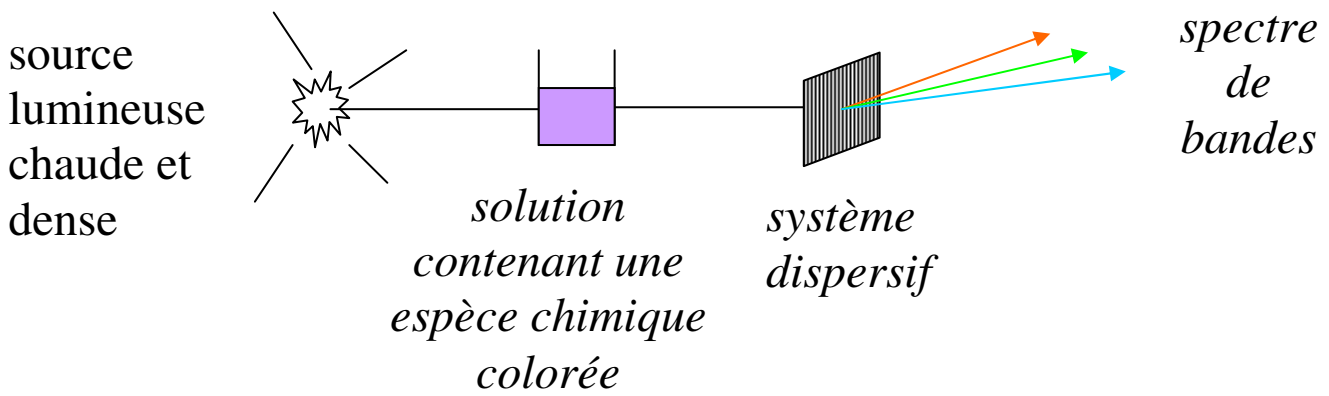 source
lumineuse
chaude et
dense
solution
contenant une
espèce chimique
colorée
système
dispersif
spectre
de
bandes